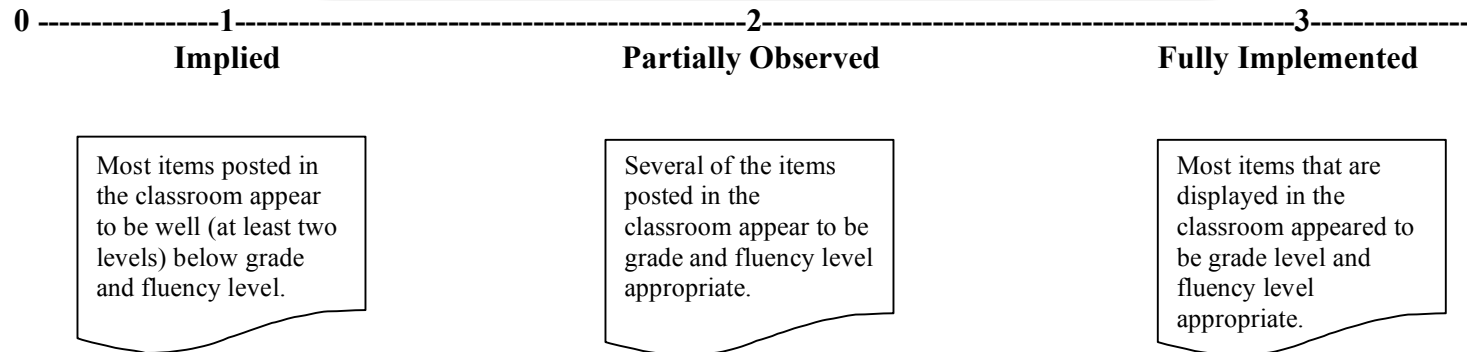 0 -----------------1-------------------------------------------------2---------------------------------------------------3---------------
Implied Partially Observed Fully Implemented
Most items posted in
the classroom appear
to be well (at least two
levels) below grade
and fluency level.
Several of the items
posted in the
classroom appear to be
grade and fluency level
appropriate.
Most items that are
displayed in the
classroom appeared to
be grade level and
fluency level
appropriate.